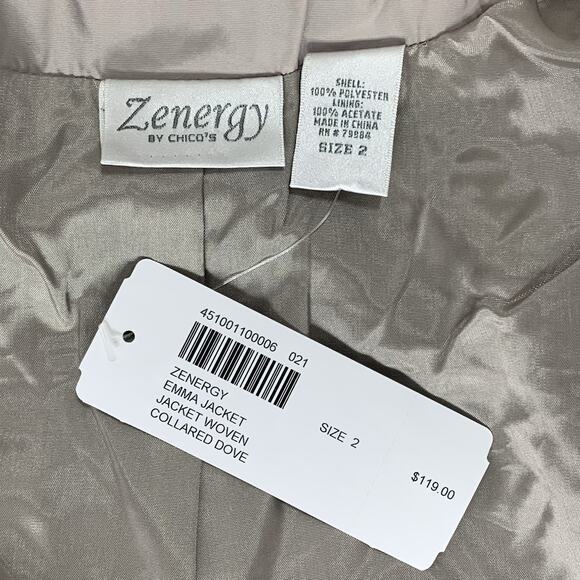 Zenergy
BY CHICO'S
SHELL:
100% POLYESTER
LINING:
100% ACETATE
MADE IN CHINA
RN # 79984
SIZE 2
451001100006 021
ZENERGY
EMMA JACKET
JACKET WOVEN
COLLARED DOVE
SIZE 2
$119.00